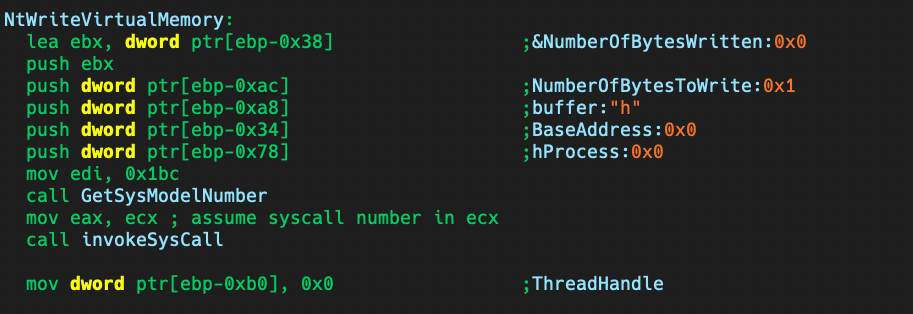 NtWriteVirtualMemory:
lea ebx, dword ptr[ebp-0x38] ;&NumberOfBytesWritten:0x0
push ebx
push dword ptr[ebp-0xac] ;NumberOfBytesToWrite:0x1
push dword ptr[ebp-0xa8] ;buffer:"h"
push dword ptr[ebp-0x34] ;BaseAddress:0x0
push dword ptr[ebp-0x78] ;hProcess:0x0
mov edi, 0x1bc
call GetSysModelNumber
mov eax, ecx ; assume syscall number in ecx
call invokeSysCall
mov dword ptr[ebp-0xb0], 0x0 ;ThreadHandle